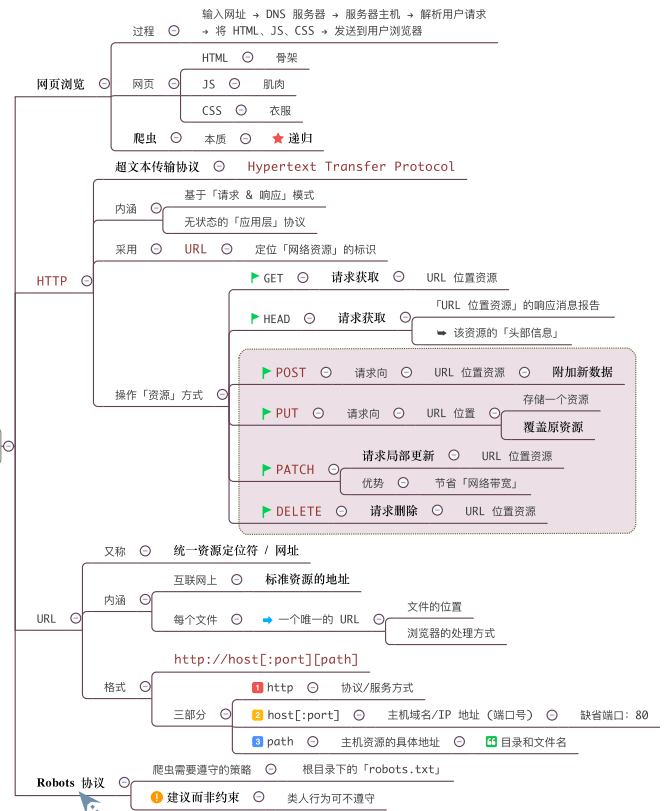 输入网址 → DNS 服务器 → 服务器主机 → 解析用户请求
过程
→ 将 HTML、JS、CSS → 发送到用户浏览器
网页浏览
网页
HTML 骨架
JS 肌肉
CSS 衣服
爬虫 本质 递归
HTTP
超文本传输协议 Hypertext Transfer Protocol
内涵
基于「请求 & 响应」模式
无状态的「应用层」协议
采用 URL 定位「网络资源」的标识
操作「资源」方式
GET 请求获取 URL 位置资源
HEAD 请求获取
「URL 位置资源」的响应消息报告
➥ 该资源的「头部信息」
POST 请求向 URL 位置资源 附加新数据
PUT 请求向 URL 位置
存储一个资源
覆盖原资源
PATCH
请求局部更新 URL 位置资源
优势 节省「网络带宽」
DELETE 请求删除 URL 位置资源
URL
又称 统一资源定位符 / 网址
内涵
互联网上 标准资源的地址
每个文件 一个唯一的 URL
文件的位置
浏览器的处理方式
格式
http://host[:port][path]
三部分
1 http 协议/服务方式
2 host[:port] 主机域名/IP 地址 (端口号) 缺省端口: 80
3 path 主机资源的具体地址 目录和文件名
Robots 协议
爬虫需要遵守的策略 根目录下的「robots.txt」
建议而非约束 类人行为可不遵守